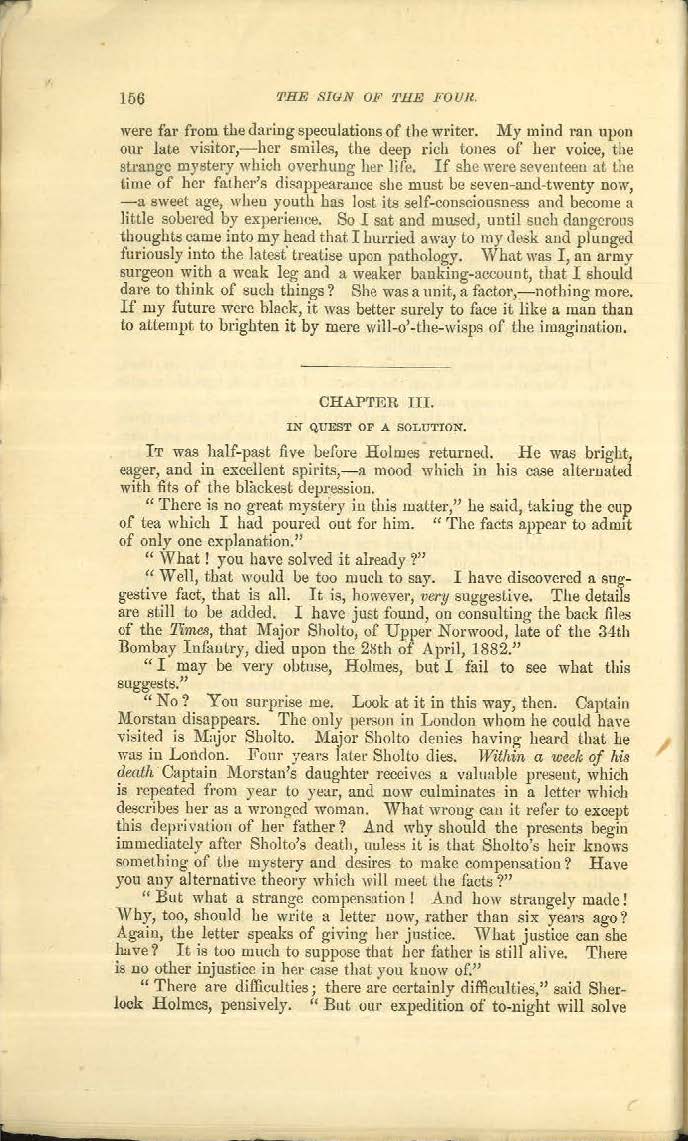 156 THE SIGN OF THE FOUR.
were far from the daring speculations of the writer. My mind ran upon
our late visitor,—her smiles, the deep rich tones of her voice, the
strange mystery which overhung her life. If she were seventeen at the
time of her father's disappearance she must be seven-and-twenty now,
—a sweet age, when youth has lost its self-consciousness and become a
little sobered by experience. So I sat and mused, until such dangerous
thoughts came into my head that I hurried away to my desk and plunged
furiously into the latest treatise upon pathology. What was I, an army
surgeon with a weak leg and a weaker banking-account, that I should
dare to think of such things? She was a unit, a factor,—nothing more.
If my future were black, it was better surely to face it like a man than
to attempt to brighten it by mere will-o'-the-wisps of the imagination.
CHAPTER III.
IN QUEST OF A SOLUTION.
IT was half-past five before Holmes returned. He was bright,
eager, and in excellent spirits,—a mood which in his case alternated
with fits of the blackest depression.
"There is no great mystery in this matter," he said, taking the cup
of tea which I had poured out for him. "The facts appear to admit
of only one explanation."
"What! you have solved it already?"
"Well, that would be too much to say. I have discovered a sug-
gestive fact, that is all. It is, however, very suggestive. The details
are still to be added. I have just found, on consulting the back files
of the Times, that Major Sholto, of Upper Norwood, late of the 34th
Bombay Infantry, died upon the 28th of April, 1882."
"I may be very obtuse, Holmes, but I fail to see what this
suggests."
"No? You surprise me. Look at it in this way, then. Captain
Morstan disappears. The only person in London whom he could have
visited is Major Sholto. Major Sholto denies having heard that he
was in London. Four years later Sholto dies. Within a week of his
death Captain Morstan's daughter receives a valuable present, which
is repeated from year to year, and now culminates in a letter which
describes her as a wronged woman. What wrong can it refer to except
this deprivation of her father? And why should the presents begin
immediately after Sholto's death, unless it is that Sholto's heir knows
something of the mystery and desires to make compensation? Have
you any alternative theory which will meet the facts?"
"But what a strange compensation! And how strangely made!
Why, too, should he write a letter now, rather than six years ago?
Again, the letter speaks of giving her justice. What justice can she
have? It is too much to suppose that her father is still alive. There
is no other injustice in her case that you know of."
"There are difficulties; there are certainly difficulties," said Sher-
lock Holmes, pensively. "But our expedition of to-night will solve